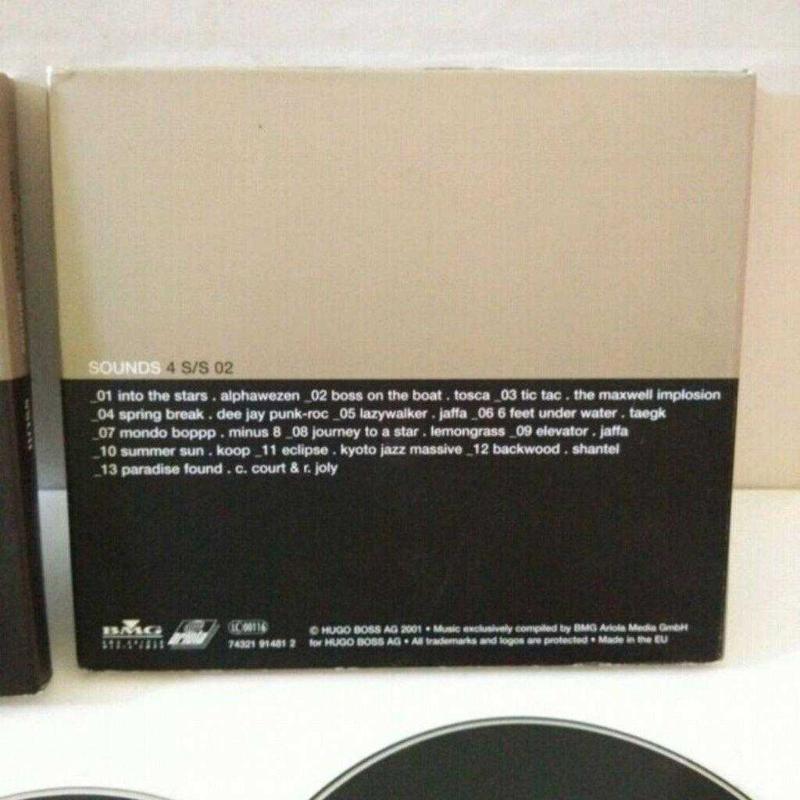 SOUNDS 4 S/S 02
_01 into the stars . alphawezen _02 boss on the boat . tosca _03 tic tac . the maxwell implosion
_04 spring break . dee jay punk-roc _05 lazywalker . jaffa _06 6 feet under water . taegk
_07 mondo boppp . minus 8 _08 journey to a star . lemongrass _09 elevator . jaffa
_10 summer sun . koop _11 eclipse . kyoto jazz massive _12 backwood . shantel
_13 paradise found . c. court & r. joly
BMG
LC 00116
© HUGO BOSS AG 2001 • Music exclusively compiled by BMG Ariola Media GmbH
74321 91481 2 for HUGO BOSS AG • All trademarks and logos are protected • Made in the EU